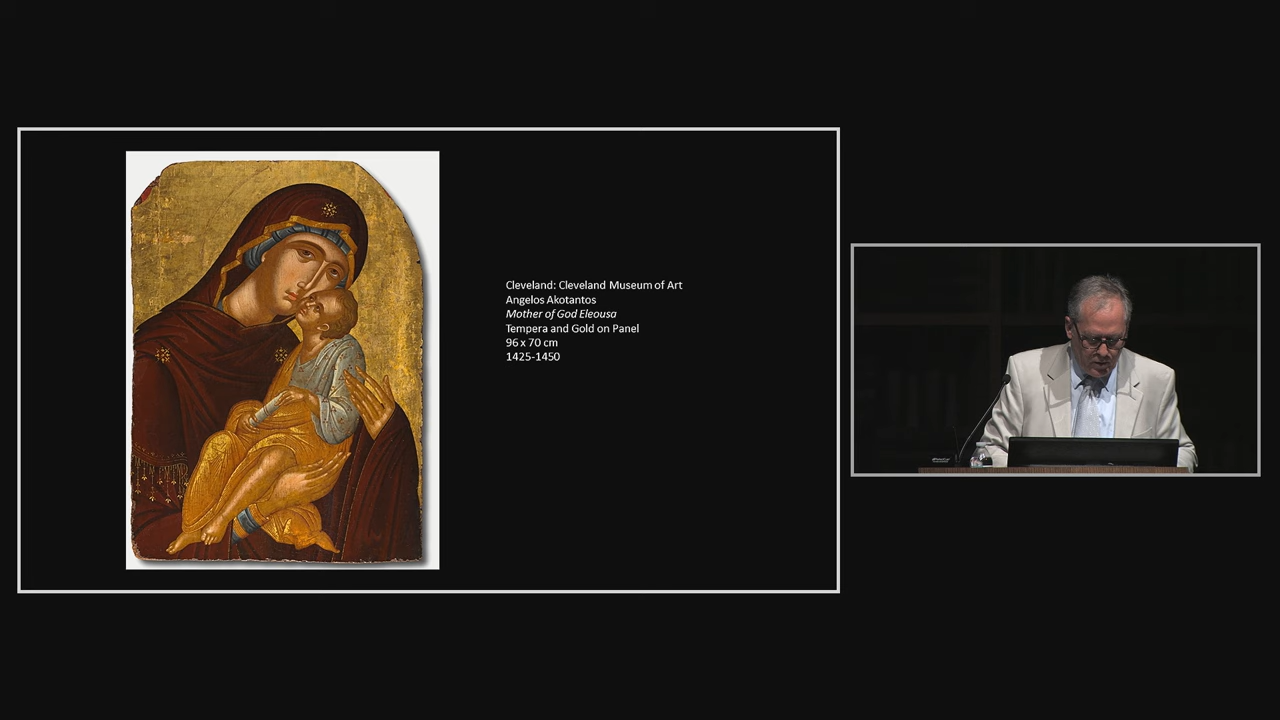 Cleveland: Cleveland Museum of Art
Angelos Akotantos
Mother of God Eleousa
Tempera and Gold on Panel
96 x 70 cm
1425-1450